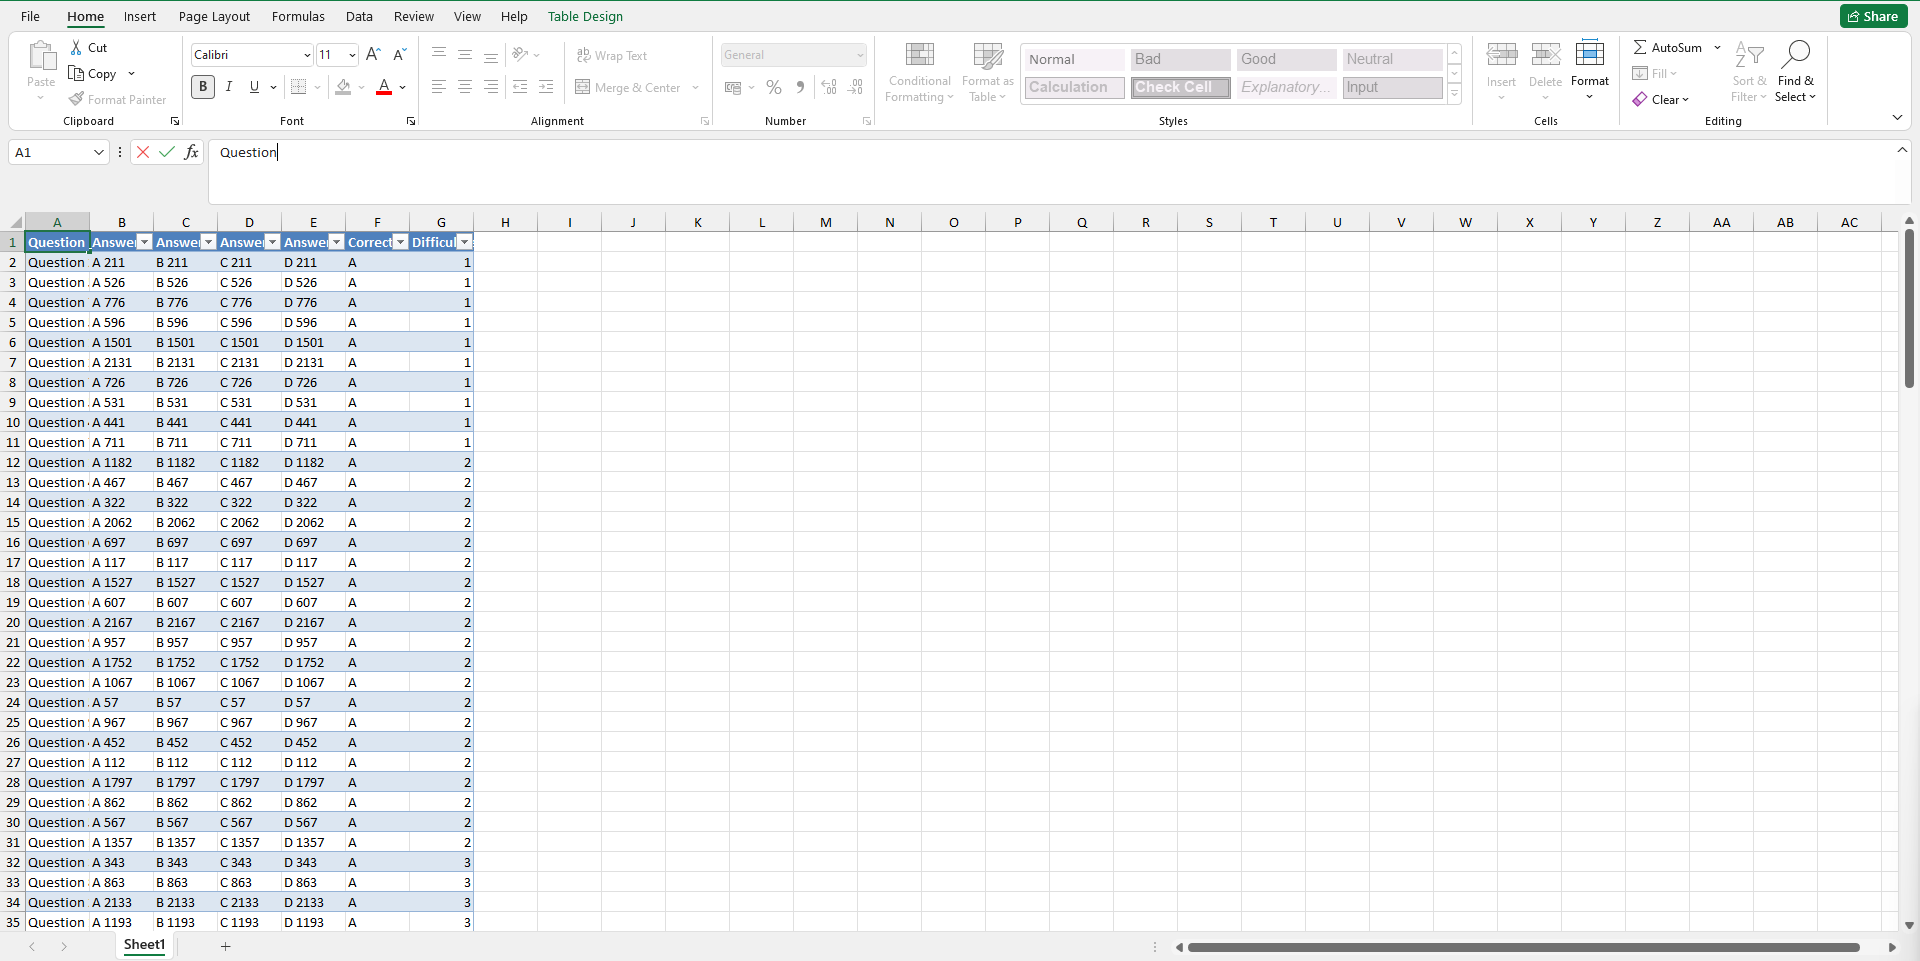 File Home Insert Page Layout Formulas Data Review View Help Table Design Share
Paste Cut Copy Format Painter Clipboard
Calibri 11 A A B I U A Font
Wrap Text Merge & Center Alignment
General % Number
Conditional Formatting Format as Table
Normal Bad Good Neutral
Calculation Check Cell Explanatory... Input
Styles
Insert Delete Format Cells
AutoSum Fill Clear Sort & Filter Find & Select Editing
A1 fx Question
A B C D E F G H I J K L M N O P Q R S T U V W X Y Z AA AB AC
1 Question Answer Answer Answer Answer Correct Difficul
2 Question A 211 B 211 C 211 D 211 A 1
3 Question A 526 B 526 C 526 D 526 A 1
4 Question A 776 B 776 C 776 D 776 A 1
5 Question A 596 B 596 C 596 D 596 A 1
6 Question A 1501 B 1501 C 1501 D 1501 A 1
7 Question A 2131 B 2131 C 2131 D 2131 A 1
8 Question A 726 B 726 C 726 D 726 A 1
9 Question A 531 B 531 C 531 D 531 A 1
10 Question A 441 B 441 C 441 D 441 A 1
11 Question A 711 B 711 C 711 D 711 A 1
12 Question A 1182 B 1182 C 1182 D 1182 A 2
13 Question A 467 B 467 C 467 D 467 A 2
14 Question A 322 B 322 C 322 D 322 A 2
15 Question A 2062 B 2062 C 2062 D 2062 A 2
16 Question A 697 B 697 C 697 D 697 A 2
17 Question A 117 B 117 C 117 D 117 A 2
18 Question A 1527 B 1527 C 1527 D 1527 A 2
19 Question A 607 B 607 C 607 D 607 A 2
20 Question A 2167 B 2167 C 2167 D 2167 A 2
21 Question A 957 B 957 C 957 D 957 A 2
22 Question A 1752 B 1752 C 1752 D 1752 A 2
23 Question A 1067 B 1067 C 1067 D 1067 A 2
24 Question A 57 B 57 C 57 D 57 A 2
25 Question A 967 B 967 C 967 D 967 A 2
26 Question A 452 B 452 C 452 D 452 A 2
27 Question A 112 B 112 C 112 D 112 A 2
28 Question A 1797 B 1797 C 1797 D 1797 A 2
29 Question A 862 B 862 C 862 D 862 A 2
30 Question A 567 B 567 C 567 D 567 A 2
31 Question A 1357 B 1357 C 1357 D 1357 A 2
32 Question A 343 B 343 C 343 D 343 A 3
33 Question A 863 B 863 C 863 D 863 A 3
34 Question A 2133 B 2133 C 2133 D 2133 A 3
35 Question A 1193 B 1193 C 1193 D 1193 A 3
Sheet1